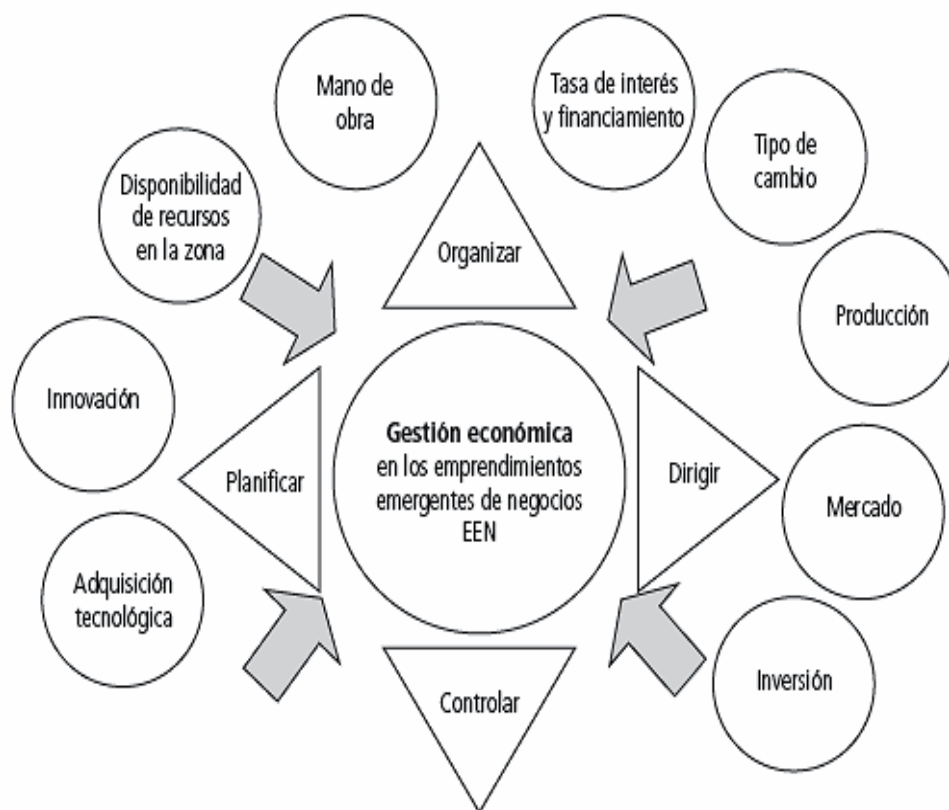 Mano de
obra
Tasa de interés
y financiamiento
Tipo de
cambio
Disponibilidad
de recursos
en la zona
Organizar
Producción
Innovación
Gestión económica
en los emprendimientos
emergentes de negocios
EEN
Planificar
Dirigir
Mercado
Adquisición
tecnológica
Inversión
Controlar